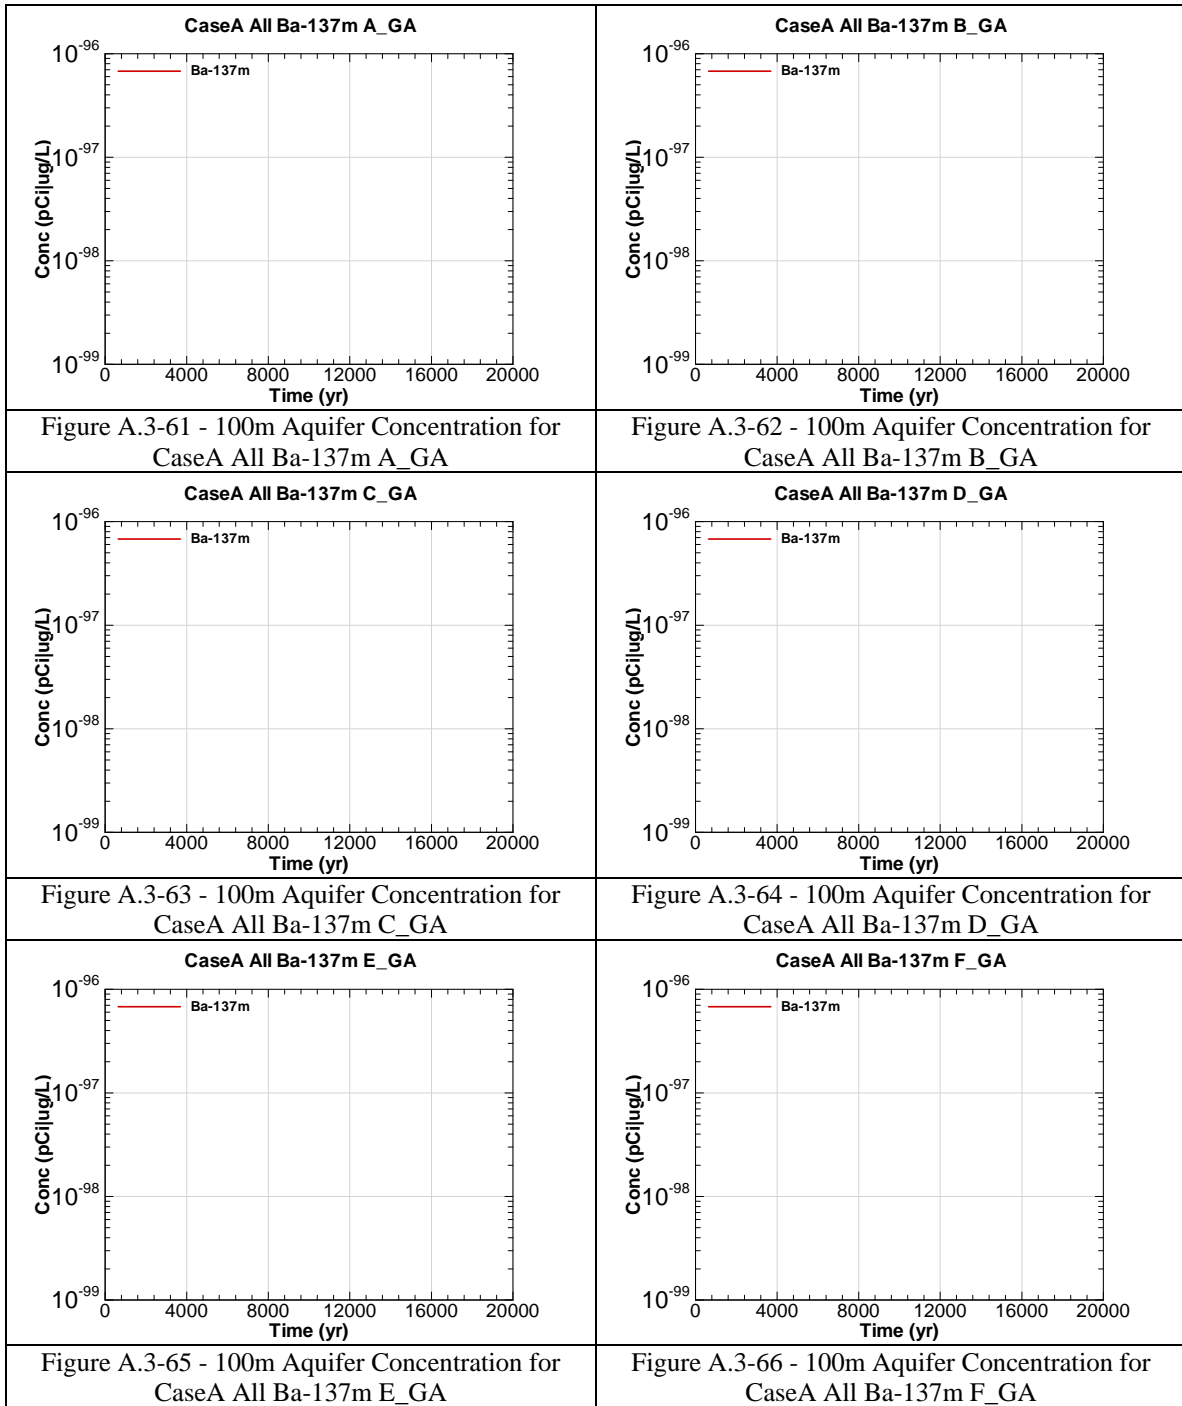 CaseA All Ba-137m A_GA
10-96
Ba-137m
10-97
Conc (pCi|ug/L)
10-98
10-99
0 4000 8000 12000 16000 20000
Time (yr)
Figure A.3-61 - 100m Aquifer Concentration for
CaseA All Ba-137m A_GA
CaseA All Ba-137m B_GA
10-96
Ba-137m
10-97
Conc (pCi|ug/L)
10-98
10-99
0 4000 8000 12000 16000 20000
Time (yr)
Figure A.3-62 - 100m Aquifer Concentration for
CaseA All Ba-137m B_GA
CaseA All Ba-137m C_GA
10-96
Ba-137m
10-97
Conc (pCi|ug/L)
10-98
10-99
0 4000 8000 12000 16000 20000
Time (yr)
Figure A.3-63 - 100m Aquifer Concentration for
CaseA All Ba-137m C_GA
CaseA All Ba-137m D_GA
10-96
Ba-137m
10-97
Conc (pCi|ug/L)
10-98
10-99
0 4000 8000 12000 16000 20000
Time (yr)
Figure A.3-64 - 100m Aquifer Concentration for
CaseA All Ba-137m D_GA
CaseA All Ba-137m E_GA
10-96
Ba-137m
10-97
Conc (pCi|ug/L)
10-98
10-99
0 4000 8000 12000 16000 20000
Time (yr)
Figure A.3-65 - 100m Aquifer Concentration for
CaseA All Ba-137m E_GA
CaseA All Ba-137m F_GA
10-96
Ba-137m
10-97
Conc (pCi|ug/L)
10-98
10-99
0 4000 8000 12000 16000 20000
Time (yr)
Figure A.3-66 - 100m Aquifer Concentration for
CaseA All Ba-137m F_GA